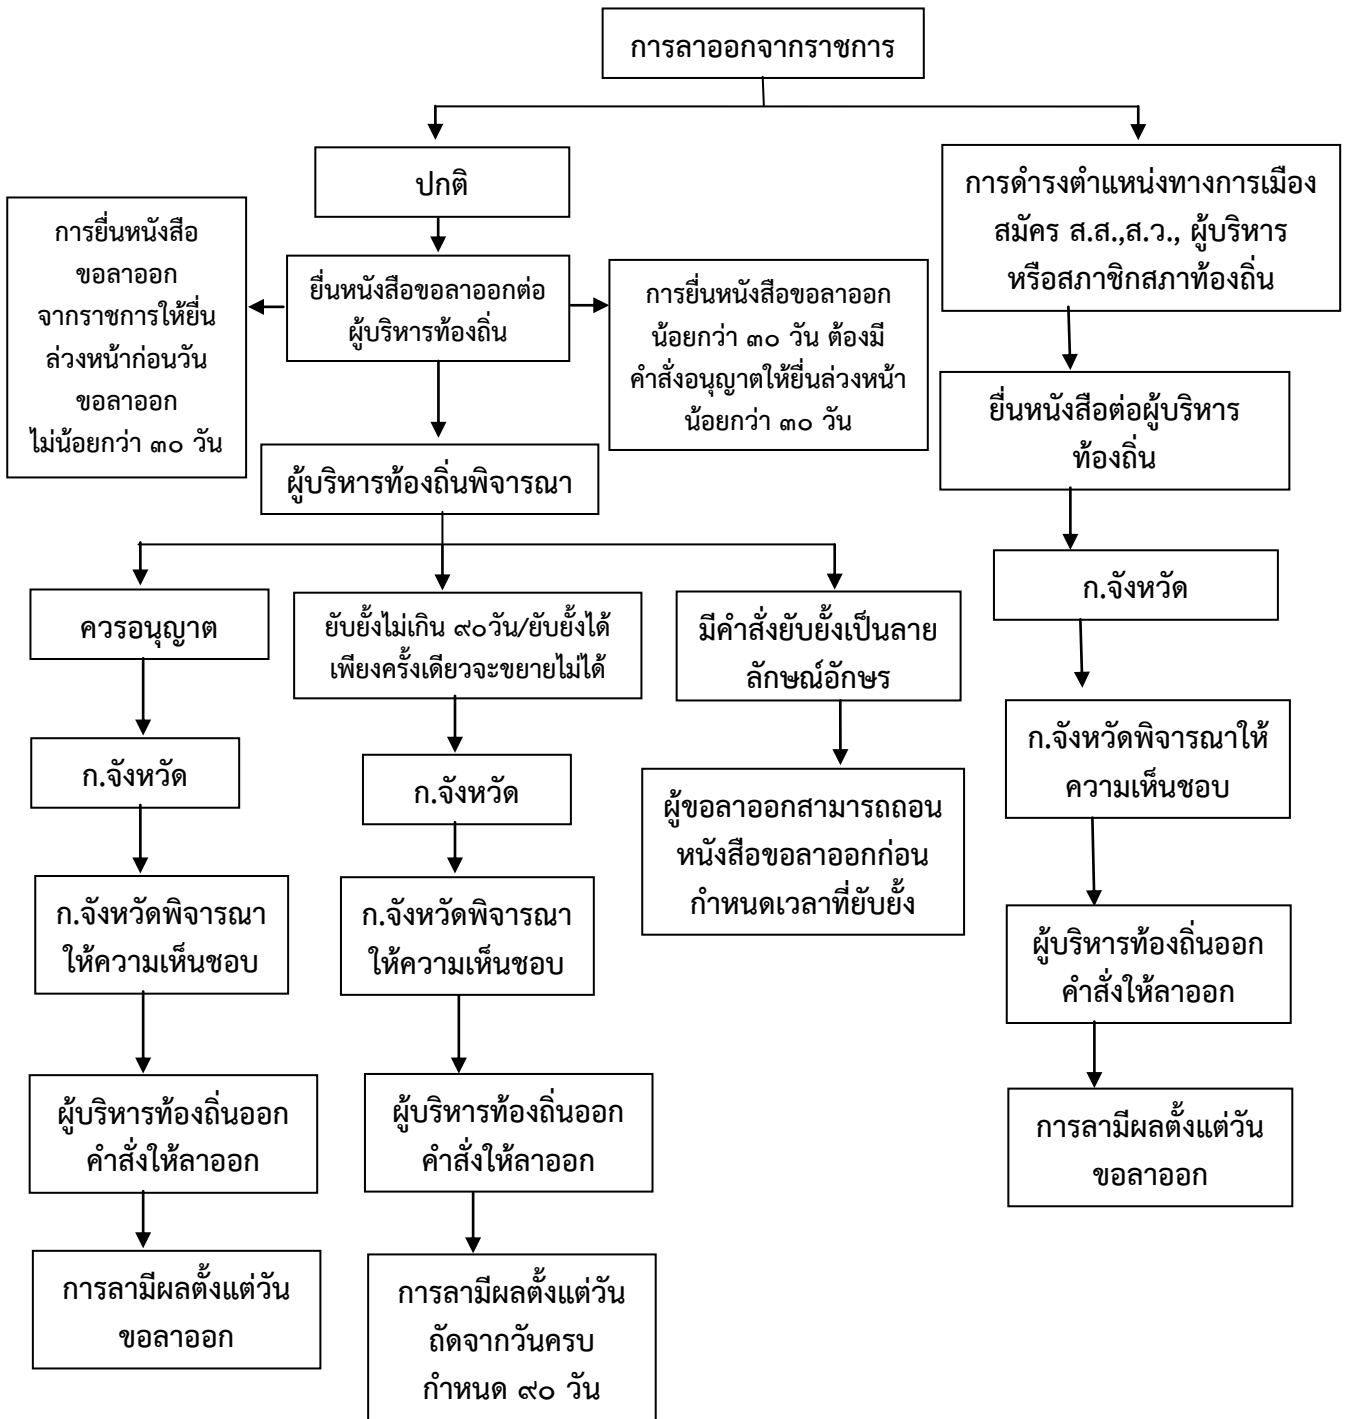 การลาออกจากราชการ
ปกติ
การดำรงตำแหน่งทางการเมือง
สมัคร ส.ส.,ส.ว., ผู้บริหาร
หรือสภาชิกสภาท้องถิ่น
การยื่นหนังสือ
ขอลาออก
จากราชการให้ยื่น
ล่วงหน้าก่อนวัน
ขอลาออก
ไม่น้อยกว่า ๓๐ วัน
ยื่นหนังสือขอลาออกต่อ
ผู้บริหารท้องถิ่น
การยื่นหนังสือขอลาออก
น้อยกว่า ๓๐ วัน ต้องมี
คำสั่งอนุญาตให้ยื่นล่วงหน้า
น้อยกว่า ๓๐ วัน
ยื่นหนังสือต่อผู้บริหาร
ท้องถิ่น
ผู้บริหารท้องถิ่นพิจารณา
ก.จังหวัด
ควรอนุญาต
ยับยั้งไม่เกิน ๙๐วัน/ยับยั้งได้
เพียงครั้งเดียวจะขยายไม่ได้
มีคำสั่งยับยั้งเป็นลาย
ลักษณ์อักษร
ก.จังหวัดพิจารณาให้
ความเห็นชอบ
ก.จังหวัด
ก.จังหวัด
ผู้ขอลาออกสามารถถอน
หนังสือขอลาออกก่อน
กำหนดเวลาที่ยับยั้ง
ก.จังหวัดพิจารณา
ให้ความเห็นชอบ
ก.จังหวัดพิจารณา
ให้ความเห็นชอบ
ผู้บริหารท้องถิ่นออก
คำสั่งให้ลาออก
ผู้บริหารท้องถิ่นออก
คำสั่งให้ลาออก
ผู้บริหารท้องถิ่นออก
คำสั่งให้ลาออก
การลามีผลตั้งแต่วัน
ขอลาออก
การลามีผลตั้งแต่วัน
ขอลาออก
การลามีผลตั้งแต่วัน
ถัดจากวันครบ
กำหนด ๙๐ วัน